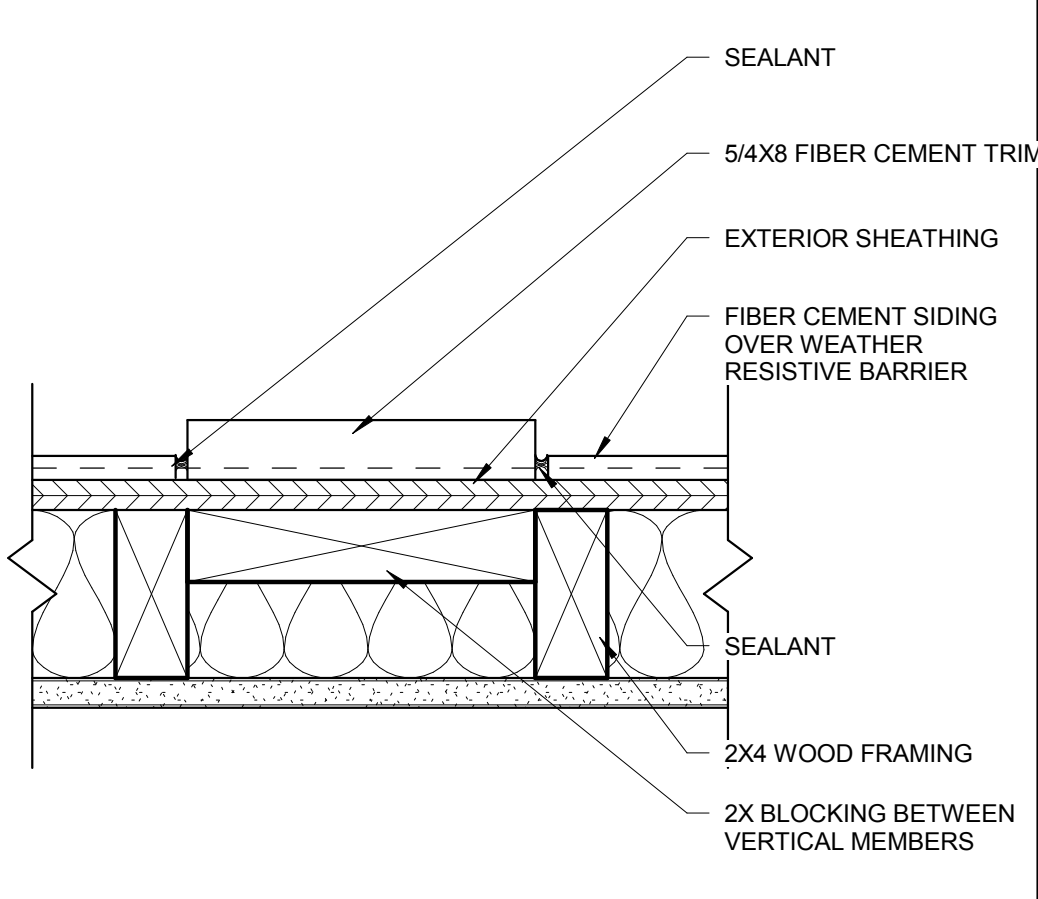 SEALANT
5/4X8 FIBER CEMENT TRIM
EXTERIOR SHEATHING
FIBER CEMENT SIDING
OVER WEATHER
RESISTIVE BARRIER
SEALANT
2X4 WOOD FRAMING
2X BLOCKING BETWEEN
VERTICAL MEMBERS